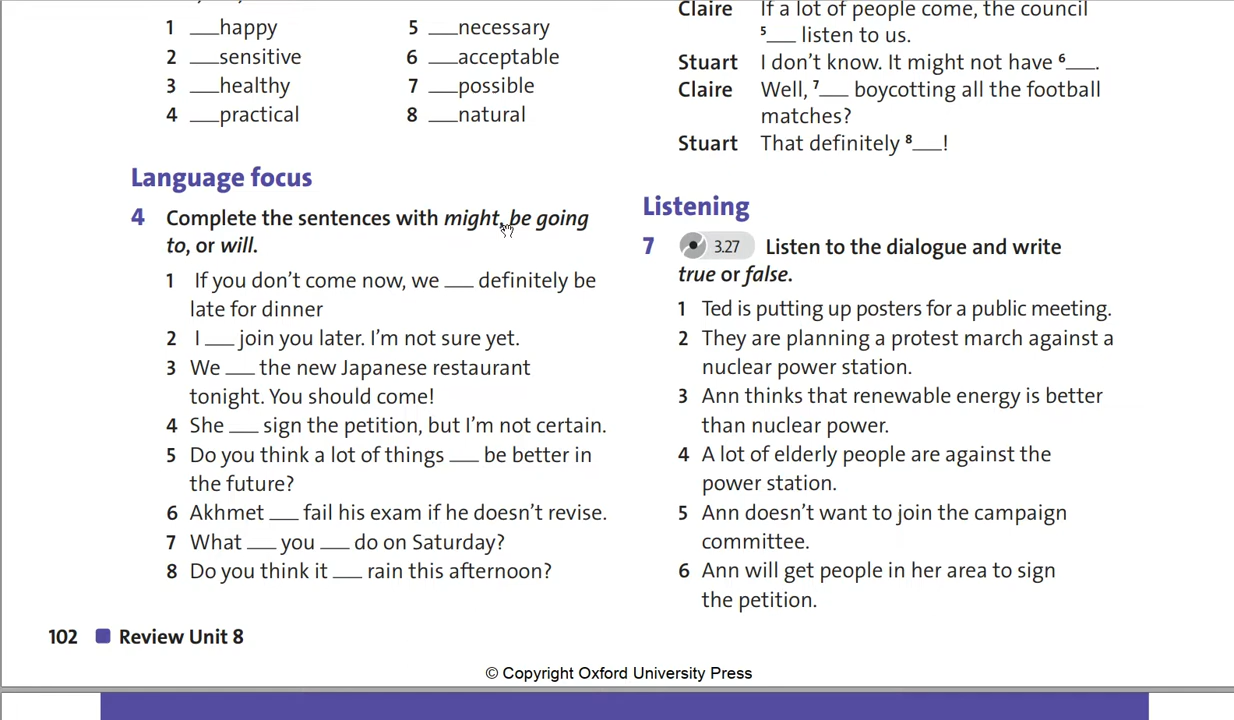 1 ___happy
2 ___sensitive
3 ___healthy
4 ___practical
5 ___necessary
6 ___acceptable
7 ___possible
8 ___natural
Language focus
4 Complete the sentences with might, be going
to, or will.
1 If you don't come now, we ___ definitely be
late for dinner
2 I ___ join you later. I'm not sure yet.
3 We ___ the new Japanese restaurant
tonight. You should come!
4 She ___ sign the petition, but I'm not certain.
5 Do you think a lot of things ___ be better in
the future?
6 Akhmet ___ fail his exam if he doesn't revise.
7 What ___ you ___ do on Saturday?
8 Do you think it ___ rain this afternoon?
Claire If a lot of people come, the council
5___ listen to us.
Stuart I don't know. It might not have 6___.
Claire Well, 7___ boycotting all the football
matches?
Stuart That definitely 8___!
Listening
7 3.27 Listen to the dialogue and write
true or false.
1 Ted is putting up posters for a public meeting.
2 They are planning a protest march against a
nuclear power station.
3 Ann thinks that renewable energy is better
than nuclear power.
4 A lot of elderly people are against the
power station.
5 Ann doesn't want to join the campaign
committee.
6 Ann will get people in her area to sign
the petition.
102 Review Unit 8
© Copyright Oxford University Press